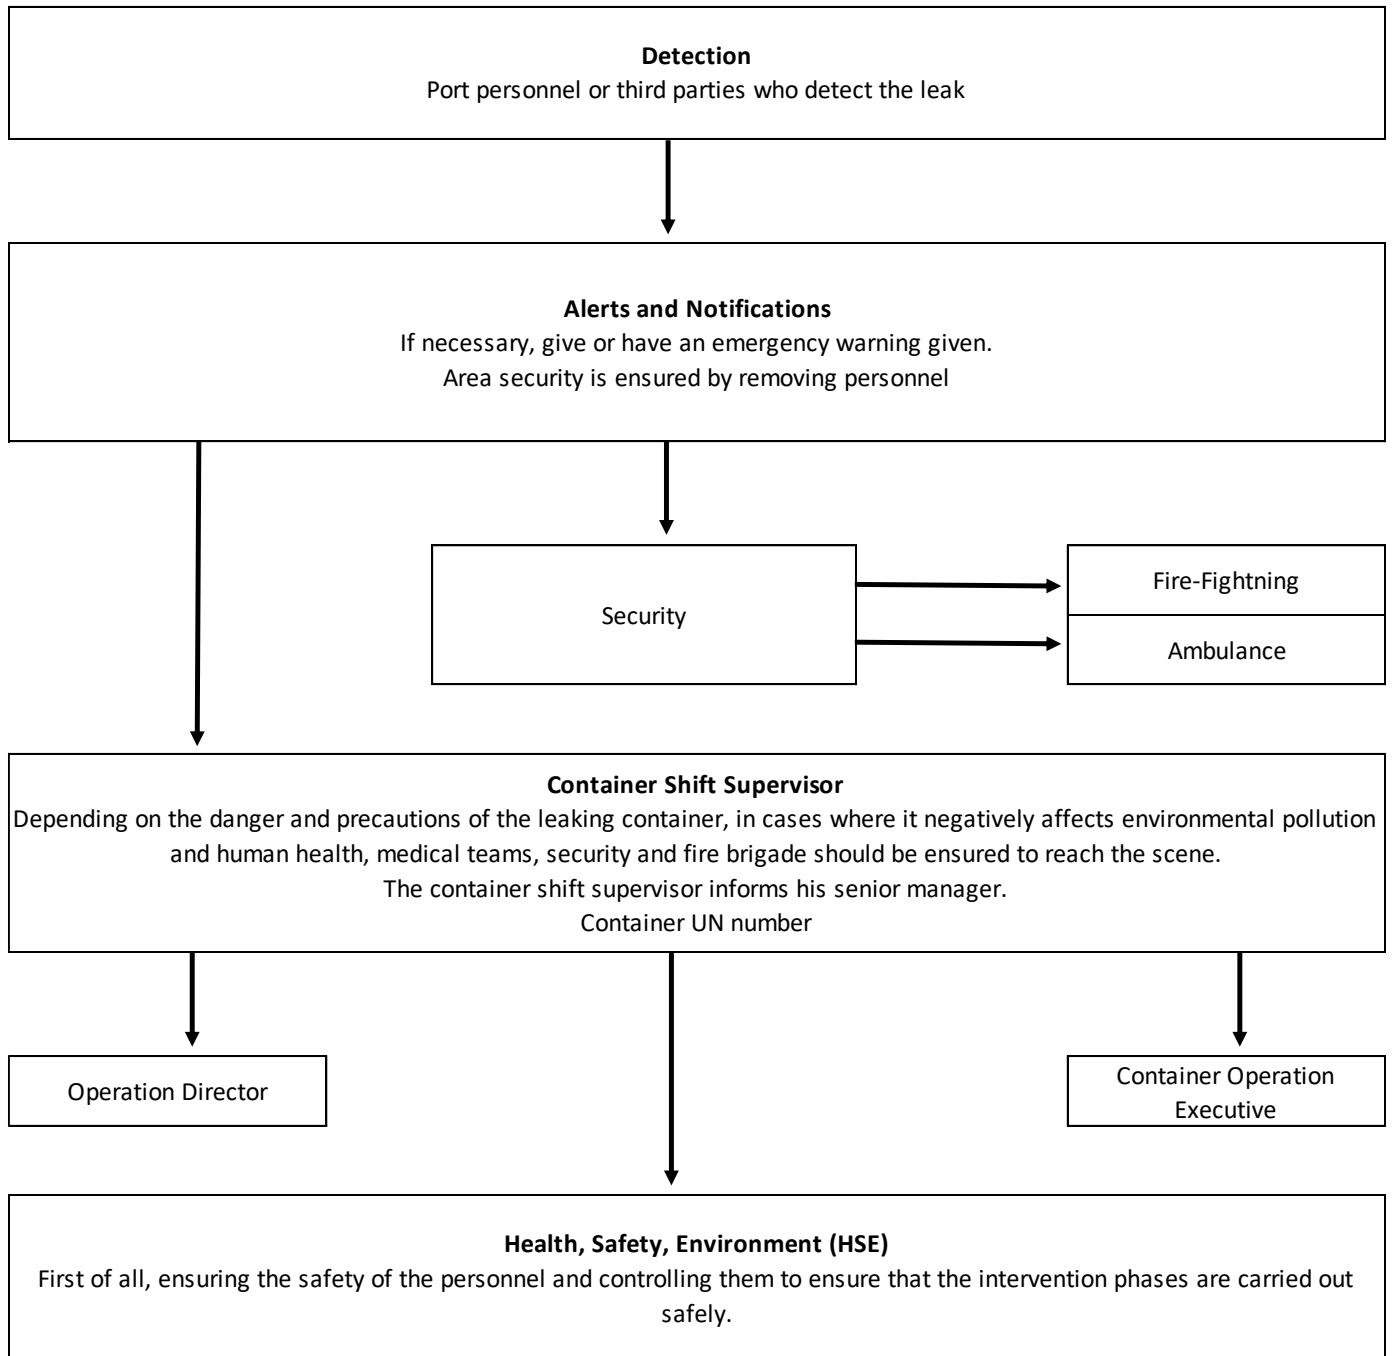 Detection
Port personnel or third parties who detect the leak
Alerts and Notifications
If necessary, give or have an emergency warning given.
Area security is ensured by removing personnel
Security
Fire-Fightning
Ambulance
Container Shift Supervisor
Depending on the danger and precautions of the leaking container, in cases where it negatively affects environmental pollution
and human health, medical teams, security and fire brigade should be ensured to reach the scene.
The container shift supervisor informs his senior manager.
Container UN number
Operation Director
Container Operation
Executive
Health, Safety, Environment (HSE)
First of all, ensuring the safety of the personnel and controlling them to ensure that the intervention phases are carried out
safely.